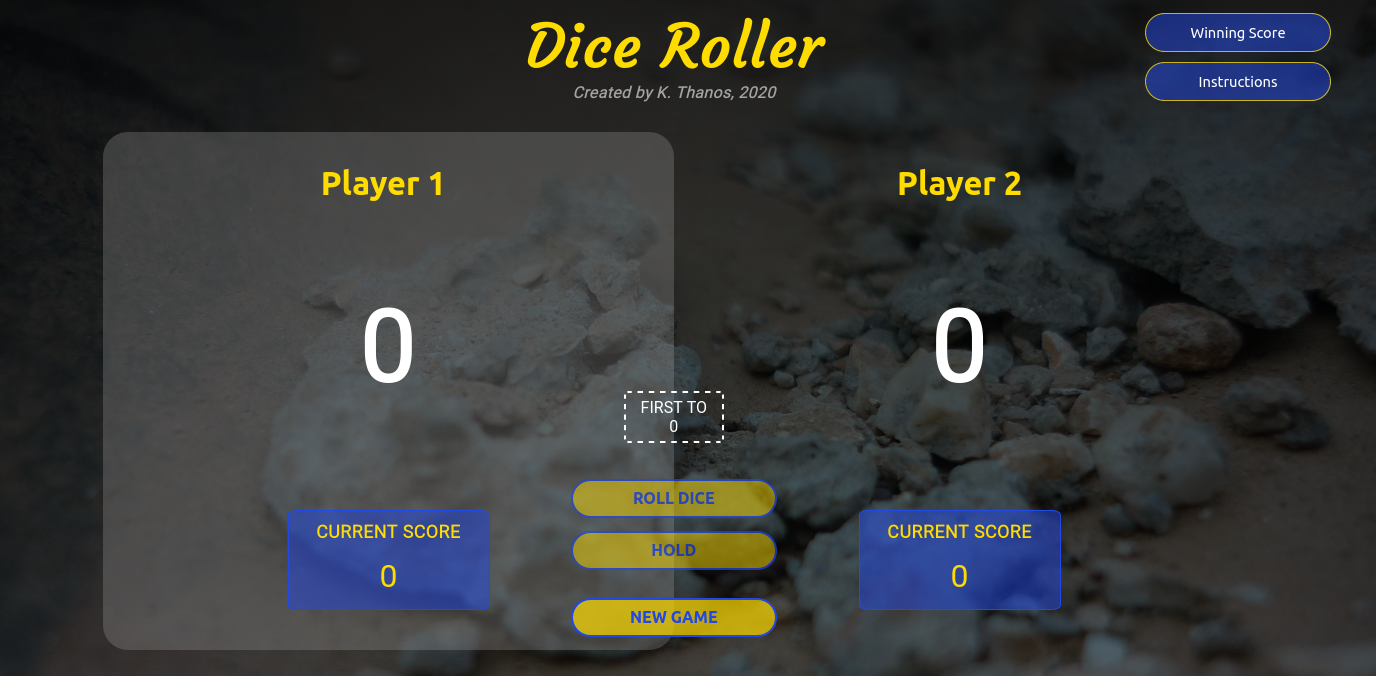 Dice Roller
Created by K. Thanos, 2020
Winning Score
Instructions
Player 1
0
Player 2
0
FIRST TO
0
ROLL DICE
HOLD
NEW GAME
CURRENT SCORE
0
CURRENT SCORE
0